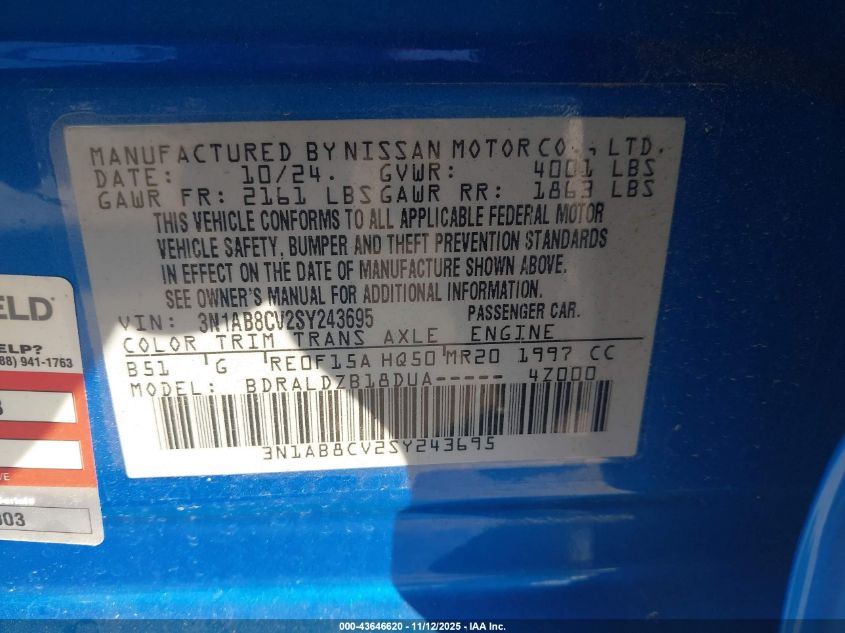 MANUFACTURED BY NISSAN MOTOR CO., LTD.
DATE: 10/24. GVWR: 4001 LBS
GAWR FR: 2161 LBS GAWR RR: 1863 LBS
THIS VEHICLE CONFORMS TO ALL APPLICABLE FEDERAL MOTOR
VEHICLE SAFETY, BUMPER AND THEFT PREVENTION STANDARDS
IN EFFECT ON THE DATE OF MANUFACTURE SHOWN ABOVE.
SEE OWNER'S MANUAL FOR ADDITIONAL INFORMATION.
VIN: 3N1AB8CV2SY243695 PASSENGER CAR.
COLOR TRIM TRANS AXLE ENGINE
B51 G RE0F15A HQ50 MR20 1997 CC
MODEL: BDRALDZB18DUA----- 4Z000
3N1AB8CV2SY243695
ELD
ELP?
88) 941-1763
003
000-43646620 - 11/12/2025 - IAA Inc.